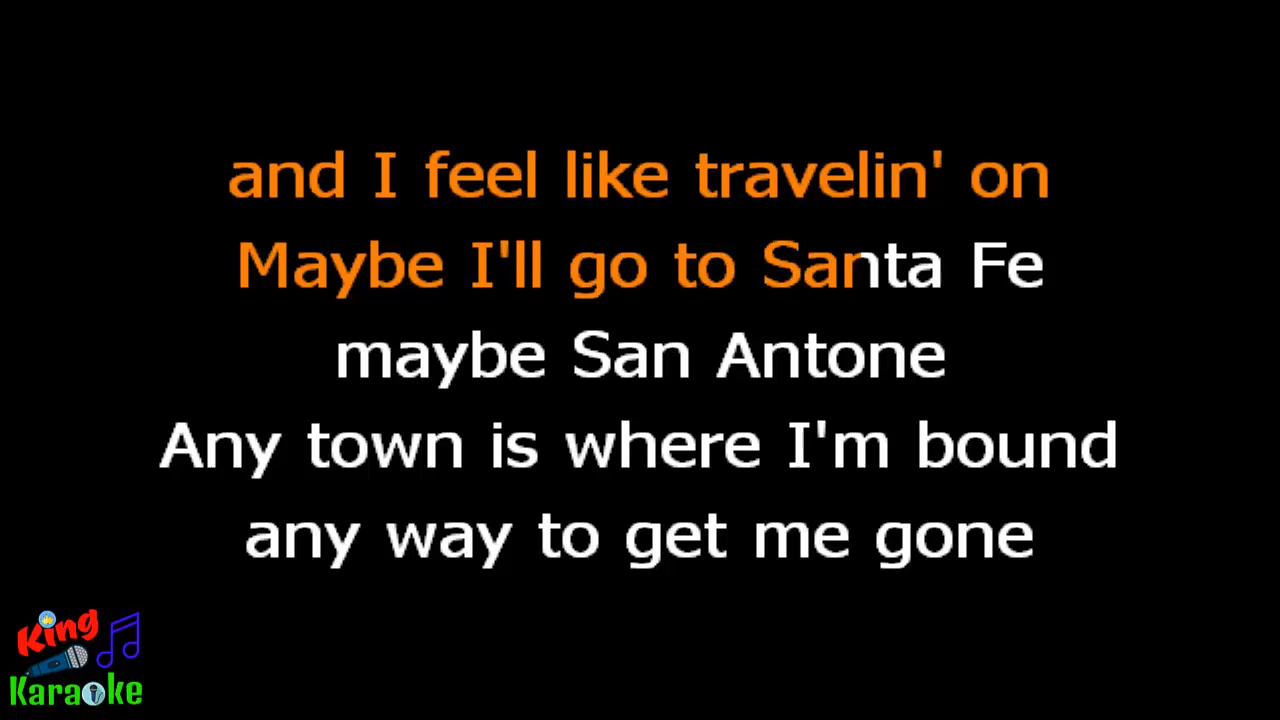 and I feel like travelin' on
Maybe I'll go to Santa Fe
maybe San Antone
Any town is where I'm bound
any way to get me gone
King
Karaoke